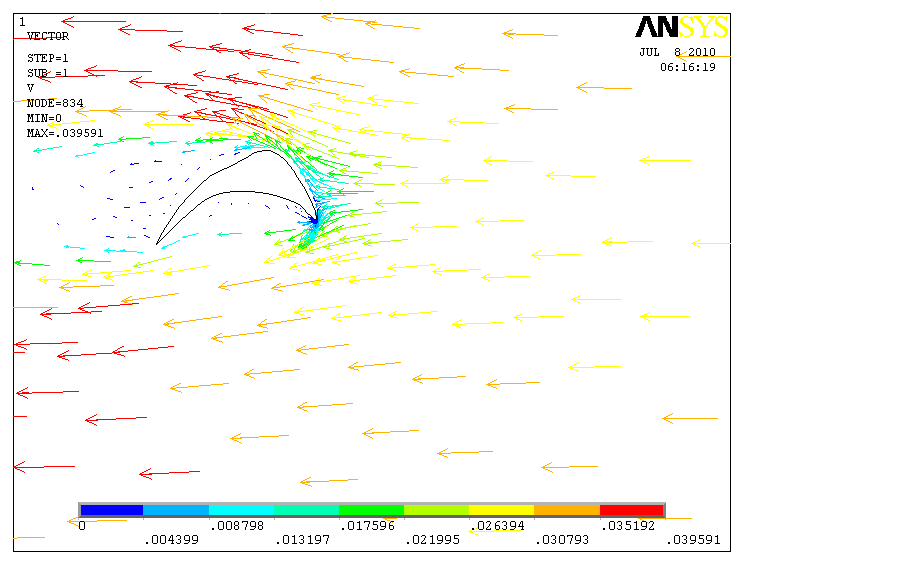 1
ANSYS
VECTOR
JUL 8 2010
06:16:19
STEP=1
SUB =1
V
NODE=834
MIN=0
MAX=.039591
0
.004399
.008798
.013197
.017596
.021995
.026394
.030793
.035192
.039591